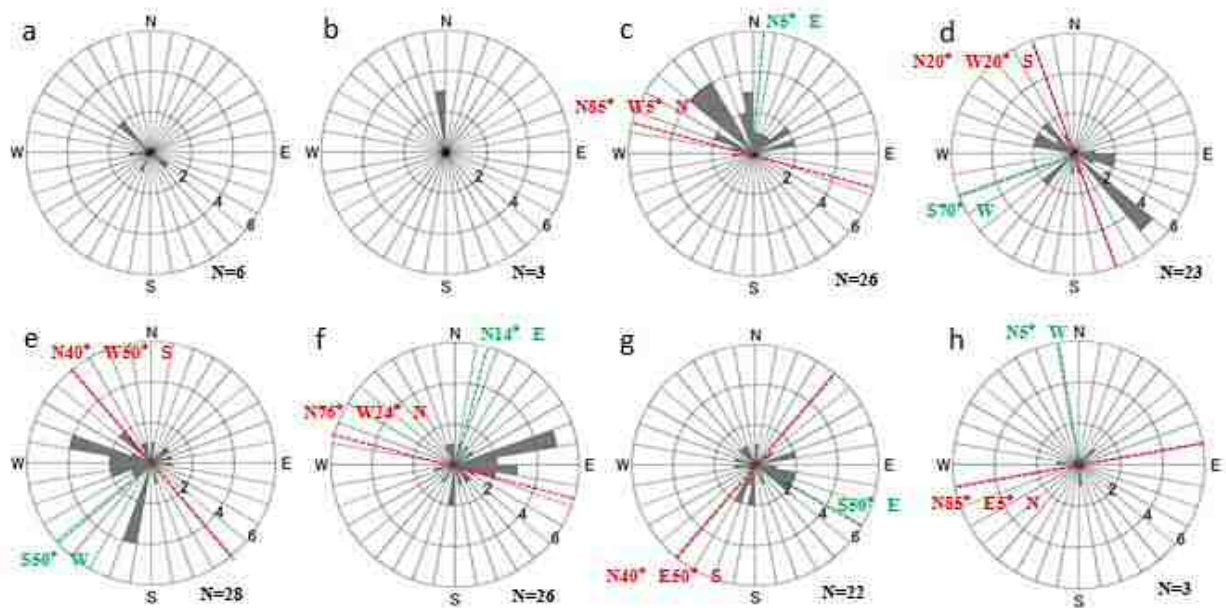 a
N
W
E
S
2
4
6
N=6
b
N
W
E
S
2
4
6
N=3
c
N
N5° E
N85° W5° N
W
E
S
2
4
6
N=26
d
N
N20° W20° S
W
E
S70° W
S
2
4
6
N=23
e
N
N40° W50° S
W
E
S50° W
S
2
4
6
N=28
f
N
N14° E
N76° W24° N
W
E
S
2
4
6
N=26
g
N
W
E
S50° E
N40° E50° S
S
2
4
6
N=22
h
N
N5° W
W
E
N85° E5° N
S
2
4
6
N=3